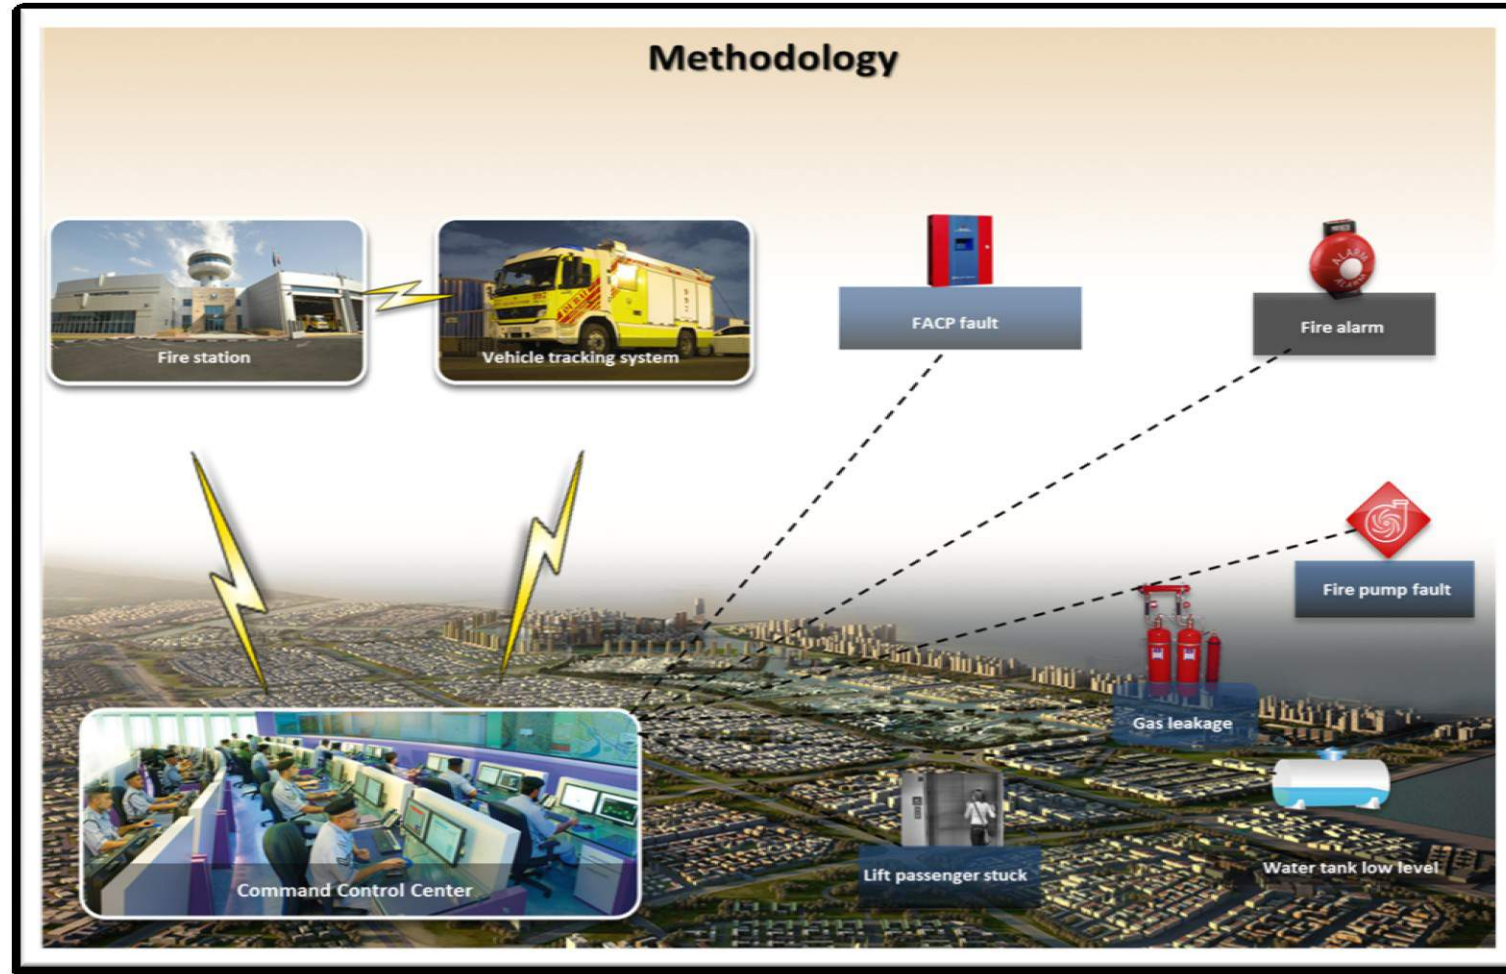 Methodology
Fire station
Vehicle tracking system
FACP fault
ALARM
Fire alarm
Fire pump fault
Gas leakage
Lift passenger stuck
Water tank low level
Command Control Center